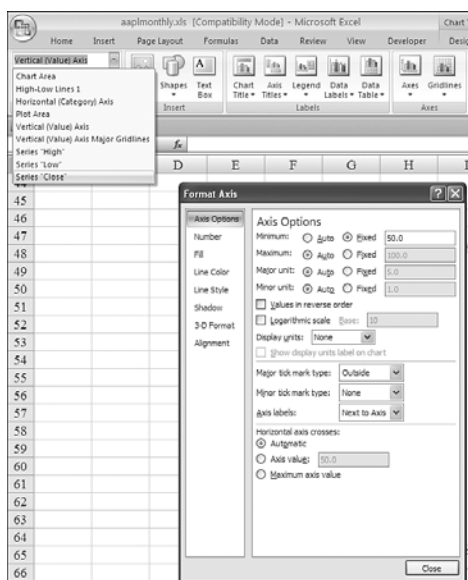 aaplmonthly.xls [Compatibility Mode] - Microsoft Excel
Chart
Home Insert Page Layout Formulas Data Review View Developer Desig
Vertical (Value) Axis
Chart Area
High-Low Lines 1
Horizontal (Category) Axis
Plot Area
Vertical (Value) Axis
Vertical (Value) Axis Major Gridlines
Series "High"
Series "Low"
Series "Close"
Shapes Text Box
Chart Title Axis Titles Legend Data Labels Data Table Axes Gridlines
Insert Labels Axes
fx
D E F G H
45
46
47
48
49
50
51
52
53
54
55
56
57
58
59
60
61
62
63
64
65
66
Format Axis
Axis Options
Number
Fill
Line Color
Line Style
Shadow
3-D Format
Alignment
Axis Options
Minimum: Auto Fixed 50.0
Maximum: Auto Fixed 100.0
Major unit: Auto Fixed 5.0
Minor unit: Auto Fixed 1.0
Values in reverse order
Logarithmic scale Base: 10
Display units: None
Show display units label on chart
Major tick mark type: Outside
Minor tick mark type: None
Axis labels: Next to Axis
Horizontal axis crosses:
Automatic
Axis value: 50.0
Maximum axis value
Close